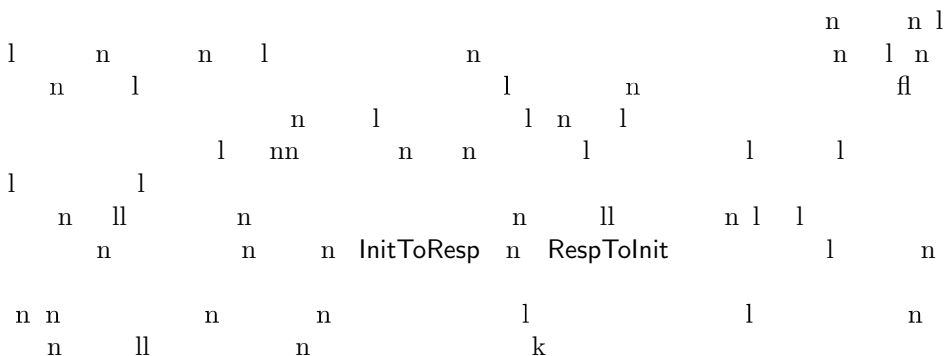 n n l
l n n l n n l n
n l l n fl
n l l n l
l nn n n l l l
l l
n ll n n ll n l l
n n n InitToResp n RespToInit l n
n n n n l l n
n ll n k